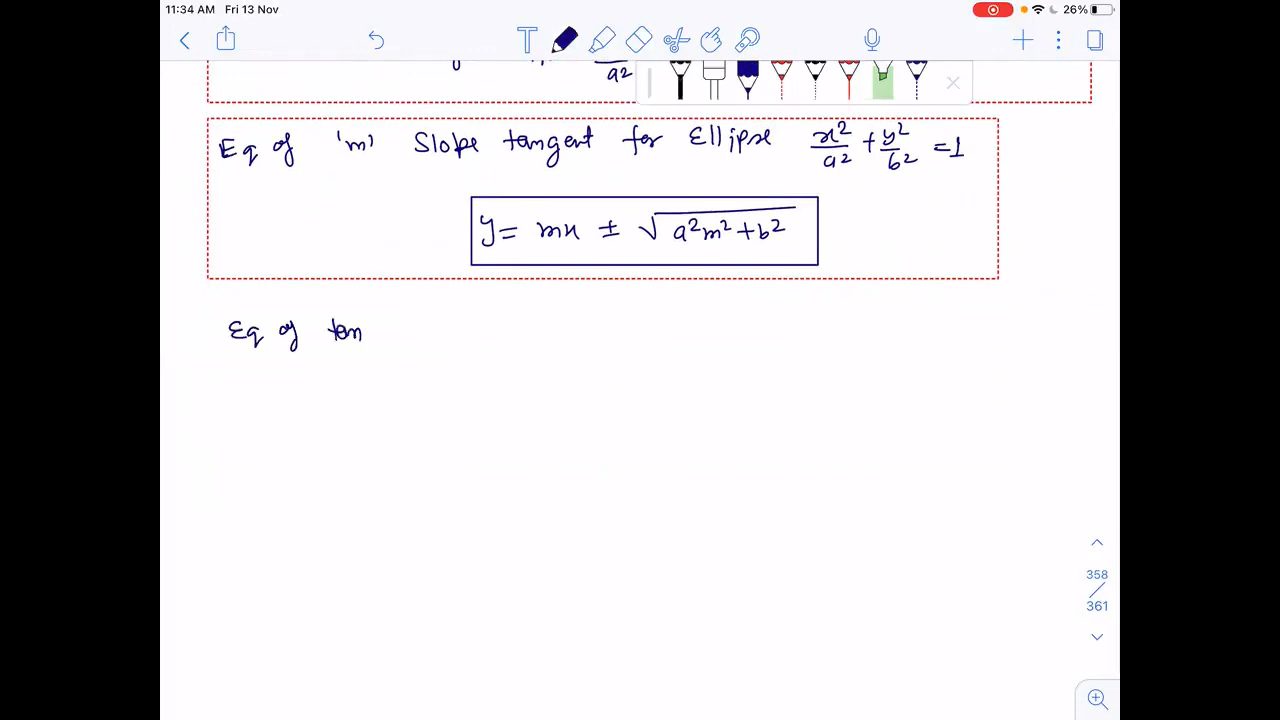 11:34 AM Fri 13 Nov 26%
a²
Eq of 'm' Slope tangent for Ellipse x²/a² + y²/b² = 1
y = mx ± √a²m² + b²
Eq of tan
358
361